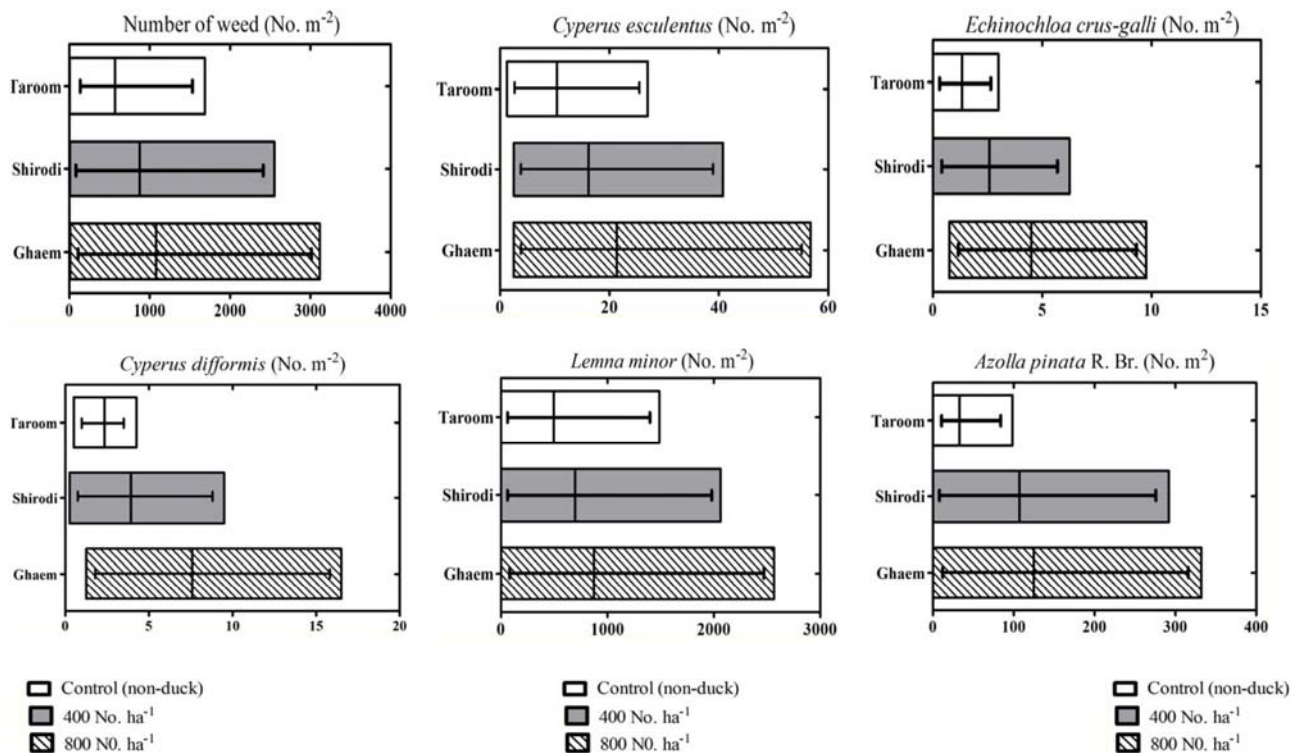 Number of weed (No. m⁻²)
0 1000 2000 3000 4000
Taroom
Shirodi
Ghaem
0 1000 2000 3000 4000
Cyperus esculentus (No. m⁻²)
Taroom
Shirodi
Ghaem
0 20 40 60
Echinochloa crus-galli (No. m⁻²)
Taroom
Shirodi
Ghaem
0 5 10 15
Cyperus difformis (No. m⁻²)
Taroom
Shirodi
Ghaem
0 5 10 15 20
Lemna minor (No. m⁻²)
Taroom
Shirodi
Ghaem
0 1000 2000 3000
Azolla pinata R. Br. (No. m²)
Taroom
Shirodi
Ghaem
0 100 200 300 400
Control (non-duck)
400 No. ha⁻¹
800 N0. ha⁻¹
Control (non-duck)
400 No. ha⁻¹
800 N0. ha⁻¹
Control (non-duck)
400 No. ha⁻¹
800 N0. ha⁻¹